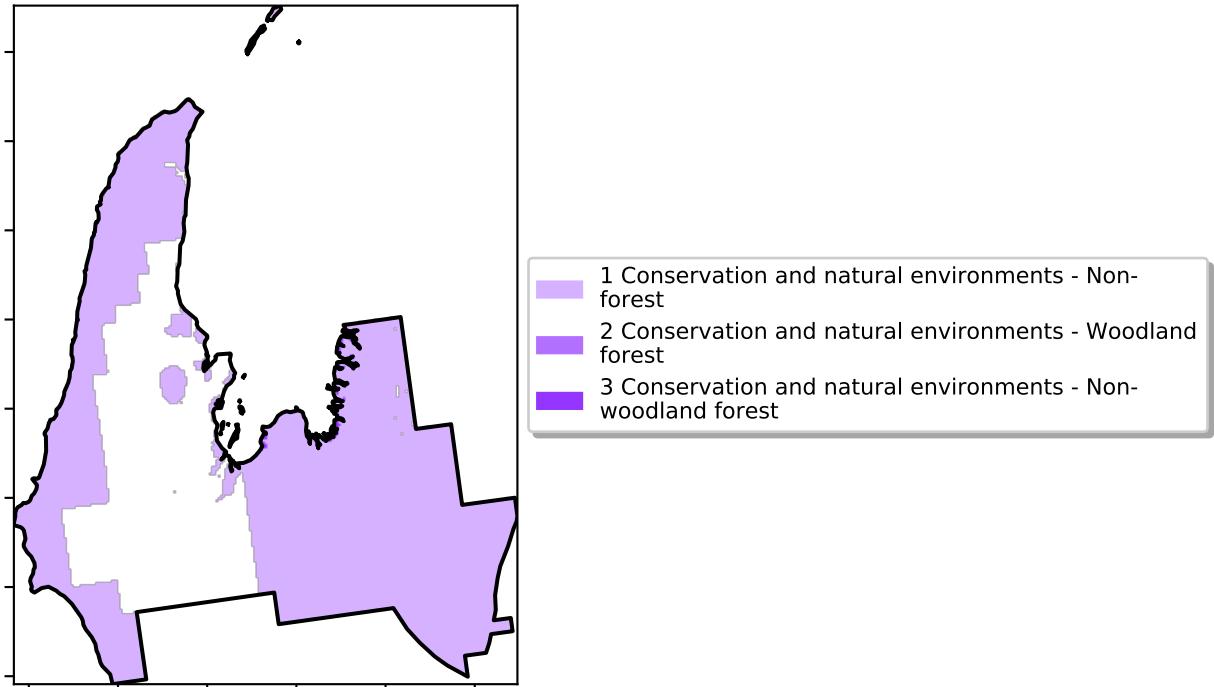 1 Conservation and natural environments - Non-
forest
2 Conservation and natural environments - Woodland
forest
3 Conservation and natural environments - Non-
woodland forest